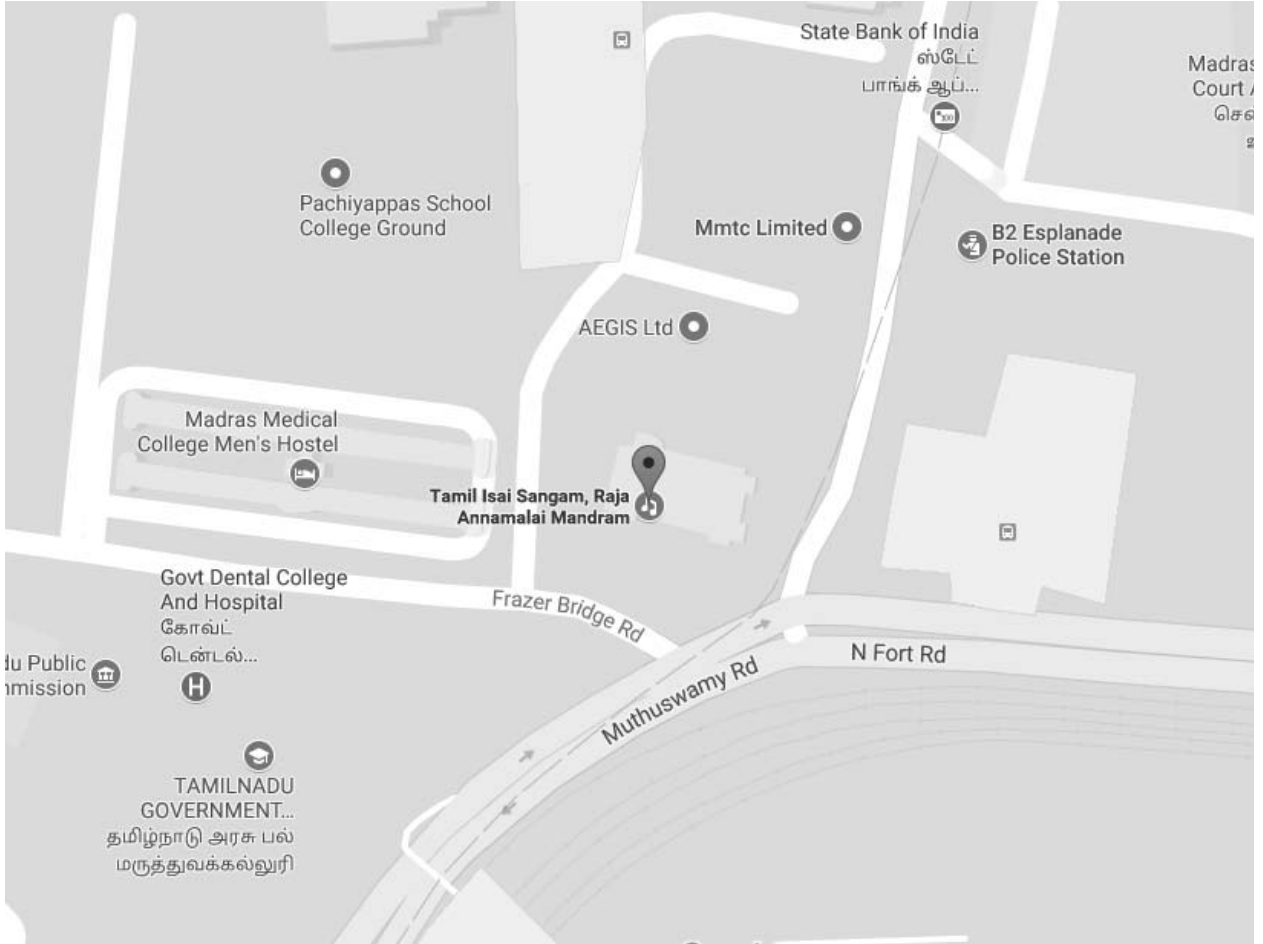 State Bank of India
ஸ்டேட்
பாங்க் ஆப்...
Madras
Court
Pachiyappas School
College Ground
Mmtc Limited
B2 Esplanade
Police Station
AEGIS Ltd
Madras Medical
College Men's Hostel
Tamil Isai Sangam, Raja
Annamalai Mandram
Govt Dental College
And Hospital
கோவ்ட்
டென்டல்...
Frazer Bridge Rd
du Public
mmission
N Fort Rd
Muthuswamy Rd
TAMILNADU
GOVERNMENT...
தமிழ்நாடு அரசு பல்
மருத்துவக்கல்லுரி